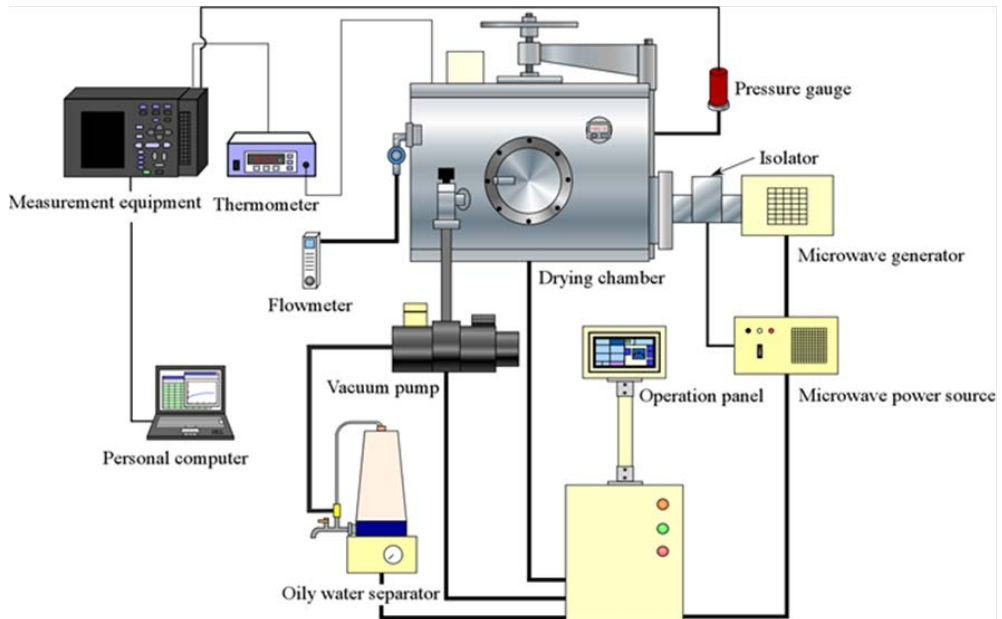 Pressure gauge
Isolator
Measurement equipment
Thermometer
Microwave generator
Drying chamber
Flowmeter
Vacuum pump
Operation panel
Microwave power source
Personal computer
Oily water separator